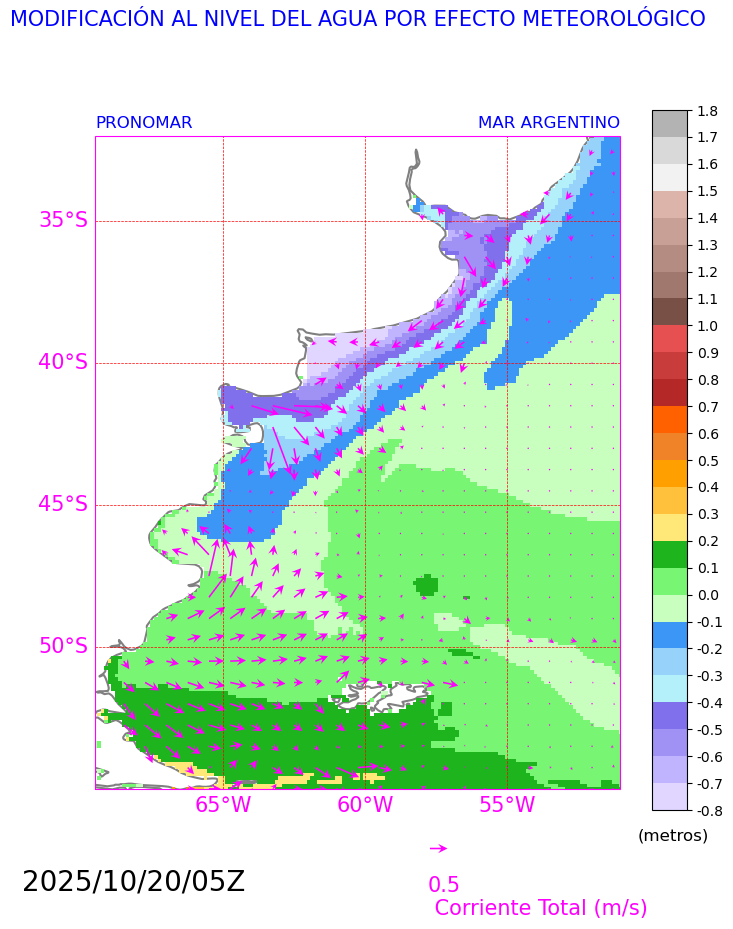 MODIFICACIÓN AL NIVEL DEL AGUA POR EFECTO METEOROLÓGICO
PRONOMAR
MAR ARGENTINO
35°S
40°S
45°S
50°S
65°W
60°W
55°W
1.8
1.7
1.6
1.5
1.4
1.3
1.2
1.1
1.0
0.9
0.8
0.7
0.6
0.5
0.4
0.3
0.2
0.1
0.0
-0.1
-0.2
-0.3
-0.4
-0.5
-0.6
-0.7
-0.8
(metros)
2025/10/20/05Z
0.5
Corriente Total (m/s)